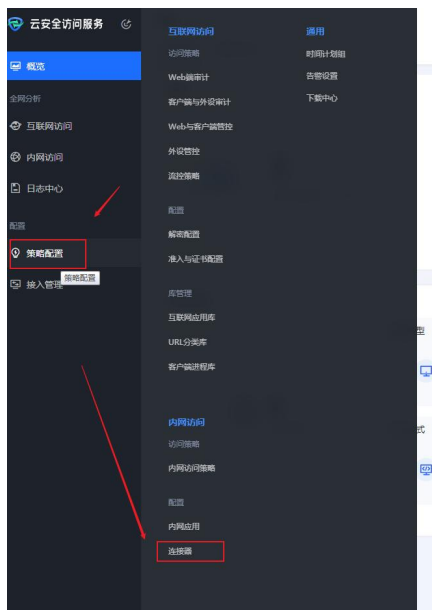 云安全访问服务
概览
全网分析
互联网访问
内网访问
日志中心
配置
策略配置
策略配置
接入管理
互联网访问
访问策略
Web端审计
客户端与外设审计
Web与客户端管控
外设管控
流控策略
配置
解密配置
准入与证书配置
库管理
互联网应用库
URL分类库
客户端进程库
内网访问
访问策略
内网访问策略
配置
内网应用
连接器
通用
时间计划组
告警设置
下载中心
型
式